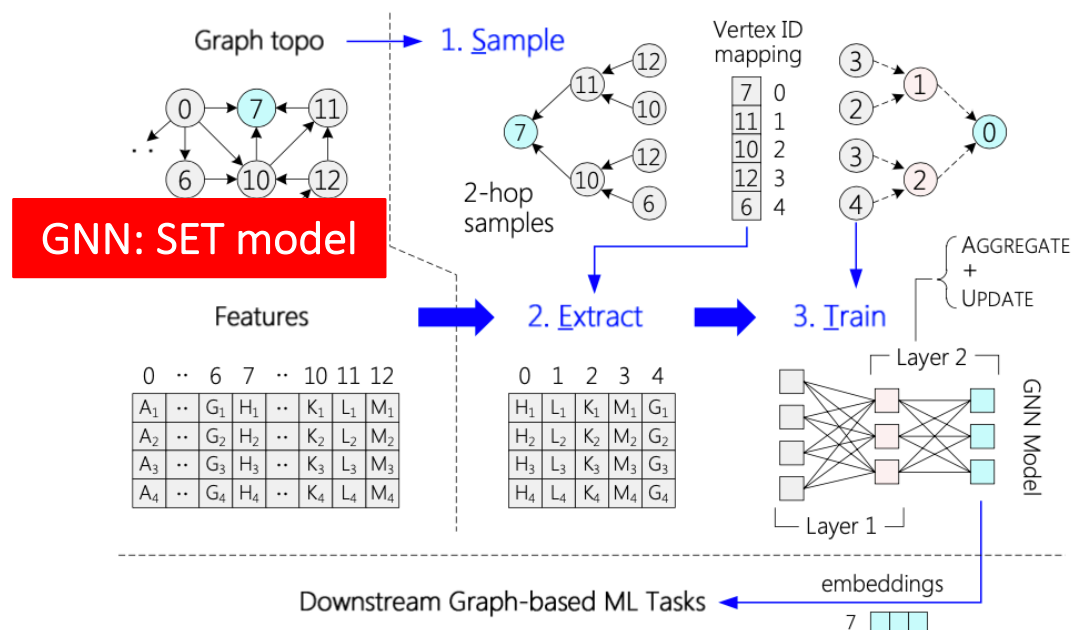 Graph topo
1. Sample
Vertex ID
mapping
0 7 11
6 10 12
..
GNN: SET model
7 11 10 12 10 12 6
2-hop
samples
7 0
11 1
10 2
12 3
6 4
3 2 3 4 1 2 0
AGGREGATE
+
UPDATE
Features
2. Extract
3. Train
0 ·· 6 7 ·· 10 11 12
A₁ ·· G₁ H₁ ·· K₁ L₁ M₁
A₂ ·· G₂ H₂ ·· K₂ L₂ M₂
A₃ ·· G₃ H₃ ·· K₃ L₃ M₃
A₄ ·· G₄ H₄ ·· K₄ L₄ M₄
0 1 2 3 4
H₁ L₁ K₁ M₁ G₁
H₂ L₂ K₂ M₂ G₂
H₃ L₃ K₃ M₃ G₃
H₄ L₄ K₄ M₄ G₄
Layer 2
GNN Model
Layer 1
embeddings
Downstream Graph-based ML Tasks
7